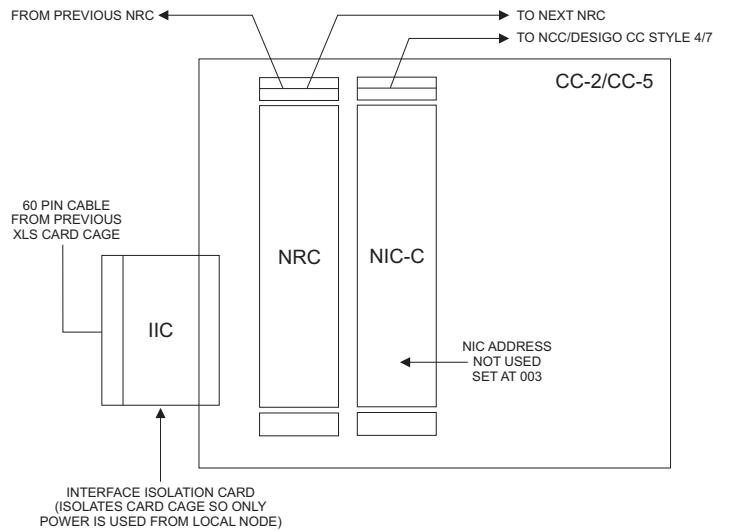 FROM PREVIOUS NRC
TO NEXT NRC
TO NCC/DESIGO CC STYLE 4/7
CC-2/CC-5
60 PIN CABLE
FROM PREVIOUS
XLS CARD CAGE
NRC
NIC-C
IIC
NIC ADDRESS
NOT USED
SET AT 003
INTERFACE ISOLATION CARD
(ISOLATES CARD CAGE SO ONLY
POWER IS USED FROM LOCAL NODE)